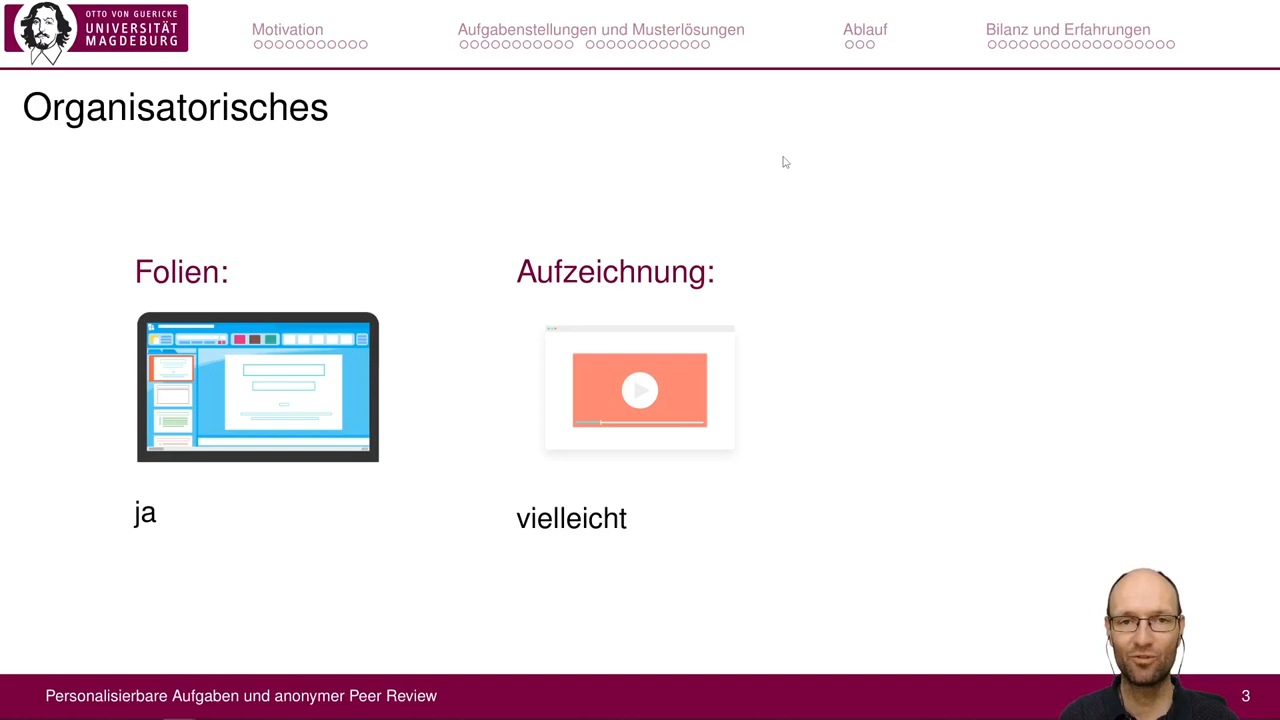 OTTO VON GUERICKE
UNIVERSITÄT
MAGDEBURG
Motivation
Aufgabenstellungen und Musterlösungen
Ablauf
Bilanz und Erfahrungen
Organisatorisches
Folien:
Aufzeichnung:
ja
vielleicht
Personalisierbare Aufgaben und anonymer Peer Review
3